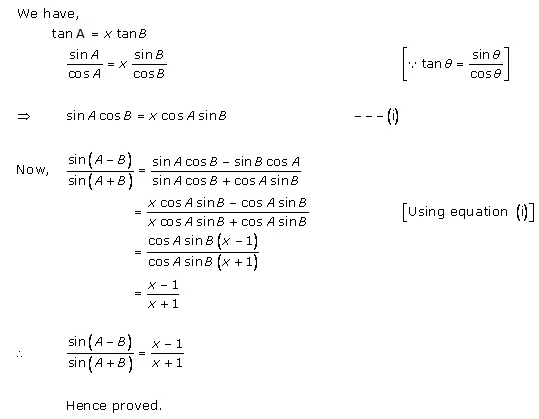 We have,
tan A = x tan B
sin A / cos A = x sin B / cos B [∵ tan θ = sin θ / cos θ]
⇒ sin A cos B = x cos A sin B - - - (i)
Now, sin(A − B) / sin(A + B) = (sin A cos B − sin B cos A) / (sin A cos B + cos A sin B)
= (x cos A sin B − cos A sin B) / (x cos A sin B + cos A sin B) [Using equation (i)]
= cos A sin B (x − 1) / cos A sin B (x + 1)
= (x − 1) / (x + 1)
∴ sin(A − B) / sin(A + B) = (x − 1) / (x + 1)
Hence proved.